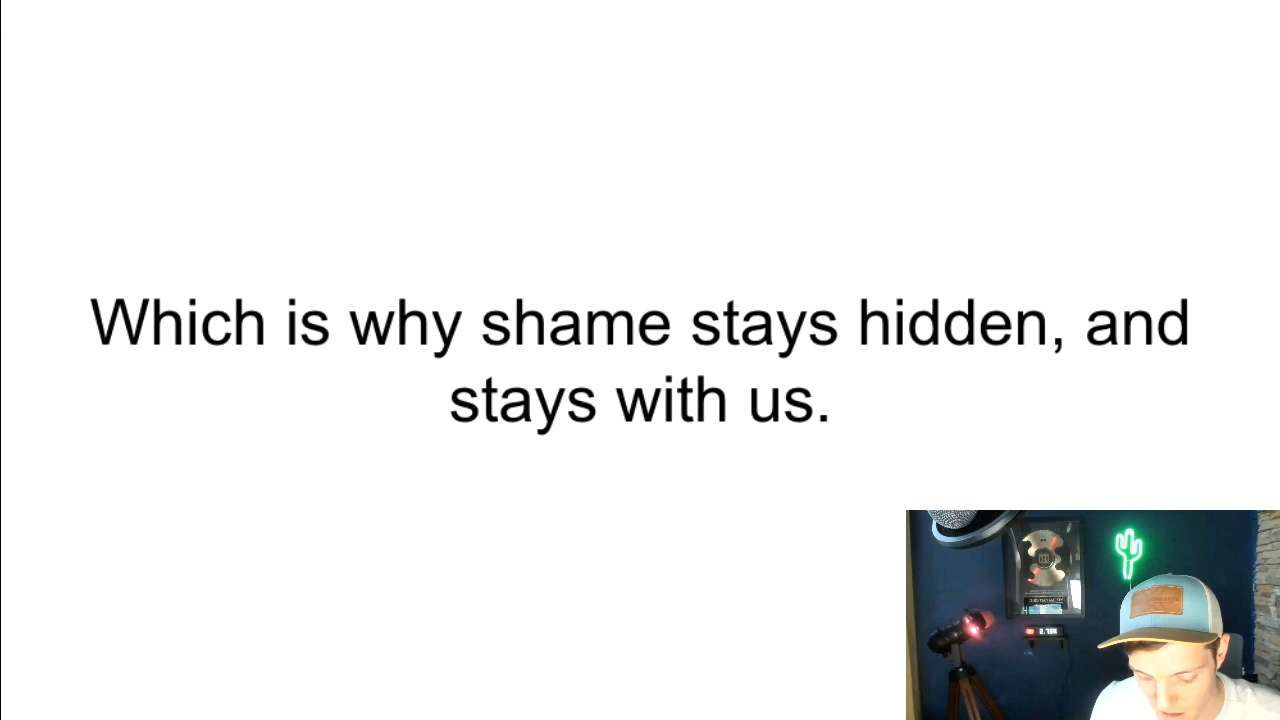 Which is why shame stays hidden, and
stays with us.